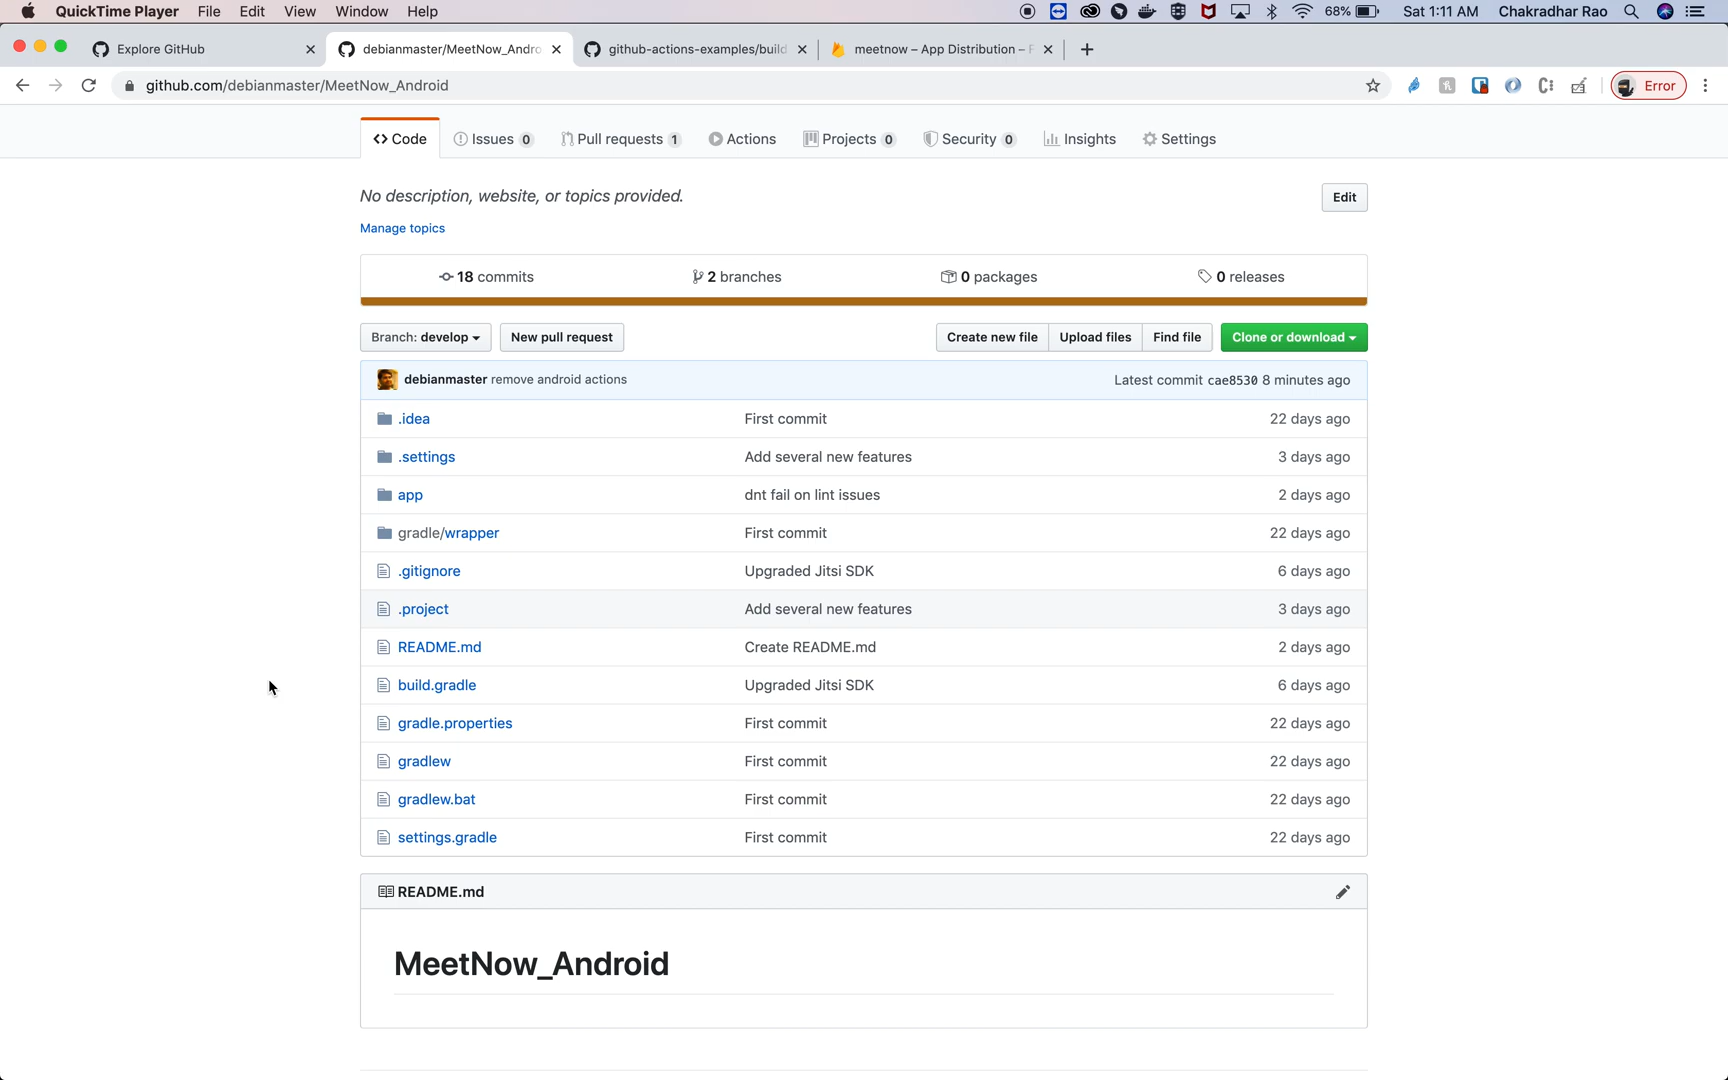 QuickTime Player File Edit View Window Help 68% Sat 1:11 AM Chakradhar Rao
Explore GitHub debianmaster/MeetNow_Andro github-actions-examples/build meetnow – App Distribution – F
github.com/debianmaster/MeetNow_Android Error
Code Issues 0 Pull requests 1 Actions Projects 0 Security 0 Insights Settings
No description, website, or topics provided. Edit
Manage topics
18 commits 2 branches 0 packages 0 releases
Branch: develop New pull request Create new file Upload files Find file Clone or download
debianmaster remove android actions Latest commit cae8530 8 minutes ago
.idea First commit 22 days ago
.settings Add several new features 3 days ago
app dnt fail on lint issues 2 days ago
gradle/wrapper First commit 22 days ago
.gitignore Upgraded Jitsi SDK 6 days ago
.project Add several new features 3 days ago
README.md Create README.md 2 days ago
build.gradle Upgraded Jitsi SDK 6 days ago
gradle.properties First commit 22 days ago
gradlew First commit 22 days ago
gradlew.bat First commit 22 days ago
settings.gradle First commit 22 days ago
README.md
MeetNow_Android